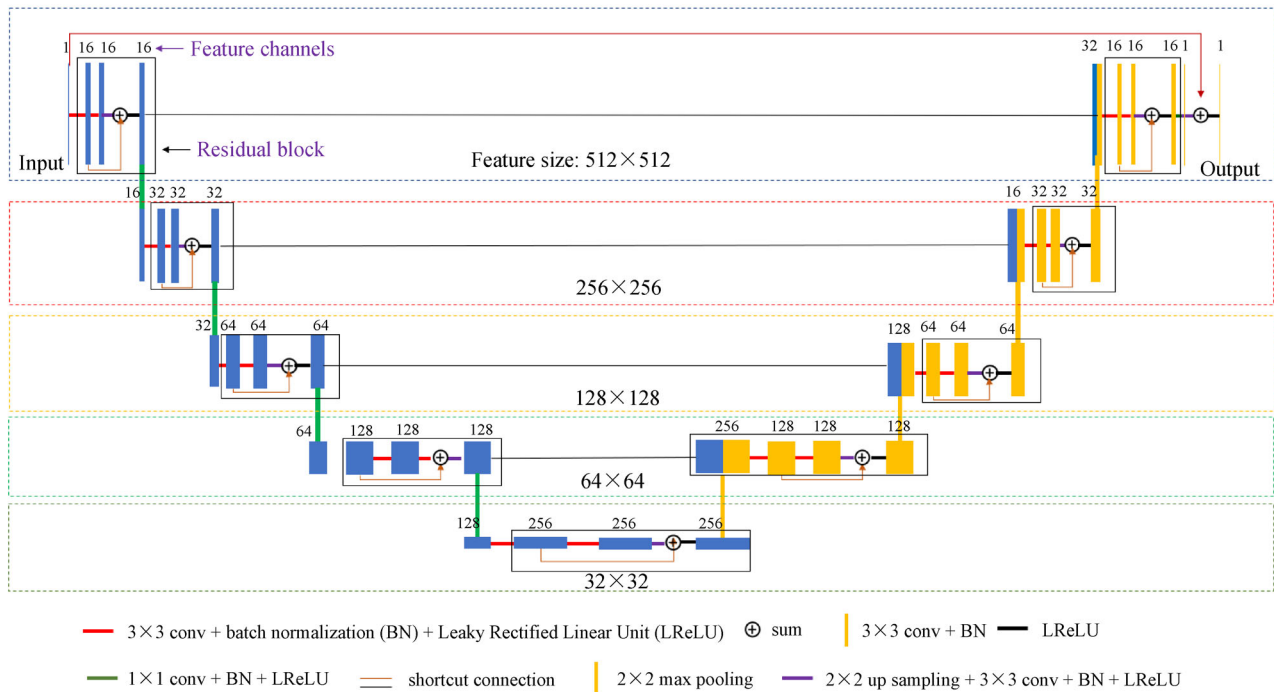 1 16 16 16 Feature channels 32 16 16 16 1 1
Input Residual block Feature size: 512×512 Output
16 32 32 32 16 32 32 32
256×256
32 64 64 64 128 64 64 64
128×128
64 128 128 128 256 128 128 128
64×64
128 256 256 256
32×32
3×3 conv + batch normalization (BN) + Leaky Rectified Linear Unit (LReLU) sum 3×3 conv + BN LReLU
1×1 conv + BN + LReLU shortcut connection 2×2 max pooling 2×2 up sampling + 3×3 conv + BN + LReLU